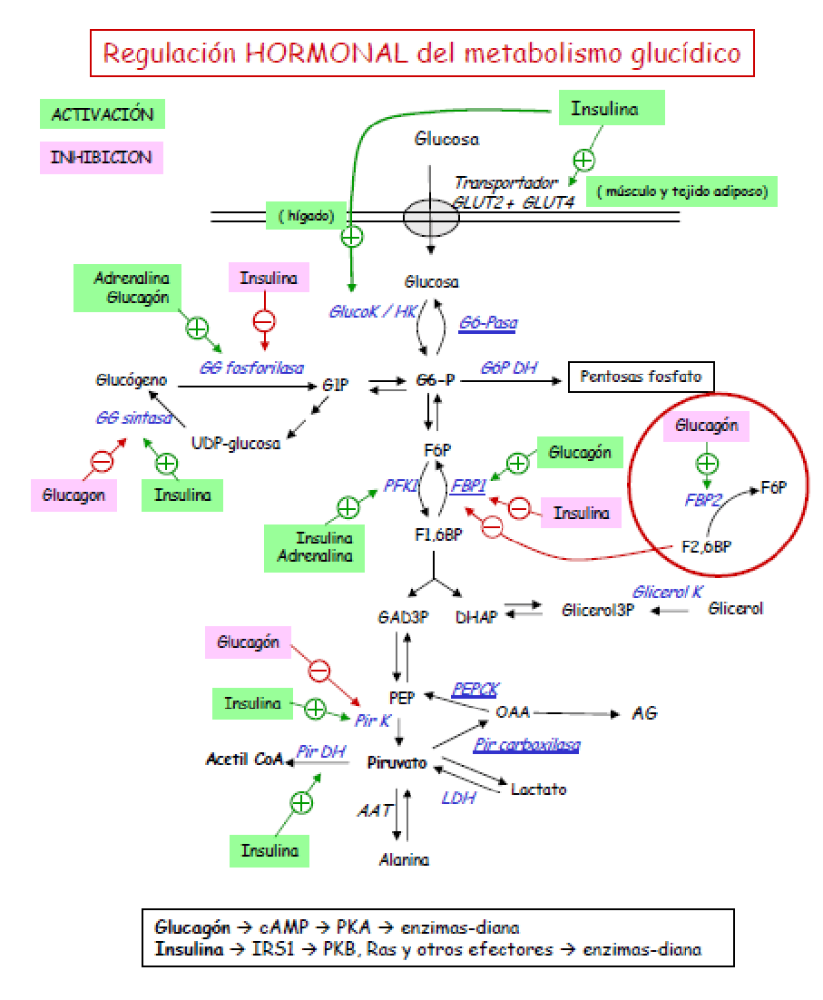 Regulación HORMONAL del metabolismo glucídico
ACTIVACIÓN
INHIBICION
Insulina
Glucosa
Transportador
GLUT2 + GLUT4
( músculo y tejido adiposo)
( hígado)
Glucosa
Adrenalina
Glucagón
Insulina
GlucoK / HK
G6-Pasa
GG fosforilasa
Glucógeno
G1P
G6-P
G6P DH
Pentosas fosfato
GG sintasa
UDP-glucosa
Glucagon
Insulina
F6P
Glucagón
Glucagón
PFK1
FBP1
Insulina
FBP2
F6P
Insulina
Adrenalina
F1,6BP
F2,6BP
GAD3P
DHAP
Glicerol3P
Glicerol K
Glicerol
Glucagón
Insulina
PEP
PEPCK
Pir K
OAA
AG
Acetil CoA
Pir DH
Piruvato
Pir carboxilasa
LDH
Lactato
AAT
Insulina
Alanina
Glucagón → cAMP → PKA → enzimas-diana
Insulina → IRS1 → PKB, Ras y otros efectores → enzimas-diana